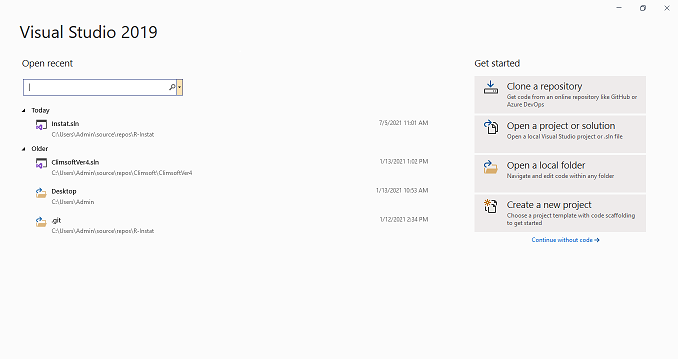 Visual Studio 2019
Open recent
Today
Instat.sln 7/5/2021 11:01 AM
C:\Users\Admin\source\repos\R-Instat
Older
ClimsoftVer4.sln 1/13/2021 1:02 PM
C:\Users\Admin\source\repos\Climsoft\ClimsoftVer4
Desktop 1/13/2021 10:53 AM
C:\Users\Admin
.git 1/12/2021 2:34 PM
C:\Users\Admin\source\repos\R-Instat
Get started
Clone a repository
Get code from an online repository like GitHub or
Azure DevOps
Open a project or solution
Open a local Visual Studio project or .sln file
Open a local folder
Navigate and edit code within any folder
Create a new project
Choose a project template with code scaffolding
to get started
Continue without code →